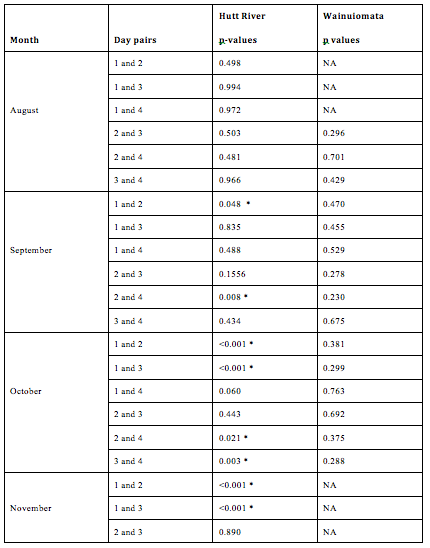 Month Day pairs Hutt River p-values Wainuiomata p values
August
1 and 2 0.498 NA
1 and 3 0.994 NA
1 and 4 0.972 NA
2 and 3 0.503 0.296
2 and 4 0.481 0.701
3 and 4 0.966 0.429
September
1 and 2 0.048 * 0.470
1 and 3 0.835 0.455
1 and 4 0.488 0.529
2 and 3 0.1556 0.278
2 and 4 0.008 * 0.230
3 and 4 0.434 0.675
October
1 and 2 <0.001 * 0.381
1 and 3 <0.001 * 0.299
1 and 4 0.060 0.763
2 and 3 0.443 0.692
2 and 4 0.021 * 0.375
3 and 4 0.003 * 0.288
November
1 and 2 <0.001 * NA
1 and 3 <0.001 * NA
2 and 3 0.890 NA